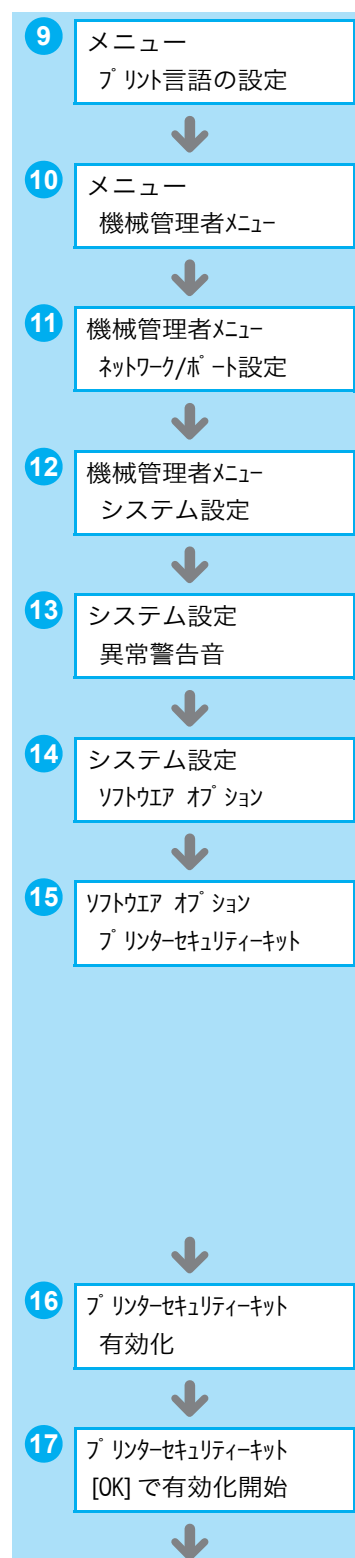 9
メニュー
プリント言語の設定
10
メニュー
機械管理者メニュー
11
機械管理者メニュー
ネットワーク/ポート設定
12
機械管理者メニュー
システム設定
13
システム設定
異常警告音
14
システム設定
ソフトウエア オプション
15
ソフトウエア オプション
プリンターセキュリティーキット
16
プリンターセキュリティーキット
有効化
17
プリンターセキュリティーキット
[OK] で有効化開始